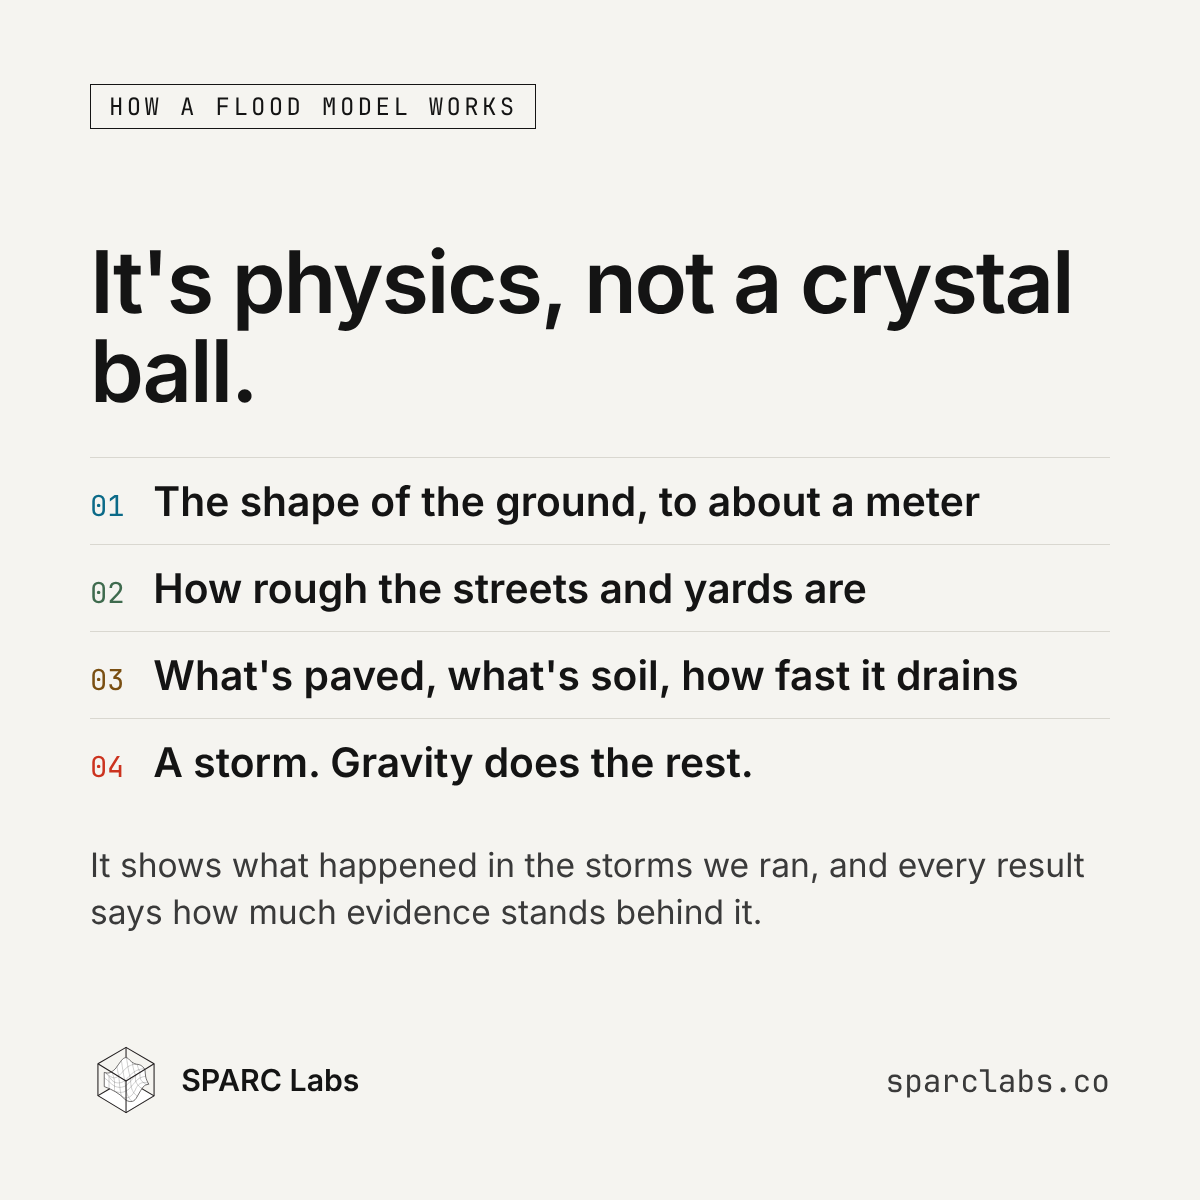 HOW A FLOOD MODEL WORKS
It's physics, not a crystal
ball.
01 The shape of the ground, to about a meter
02 How rough the streets and yards are
03 What's paved, what's soil, how fast it drains
04 A storm. Gravity does the rest.
It shows what happened in the storms we ran, and every result
says how much evidence stands behind it.
SPARC Labs
sparclabs.co